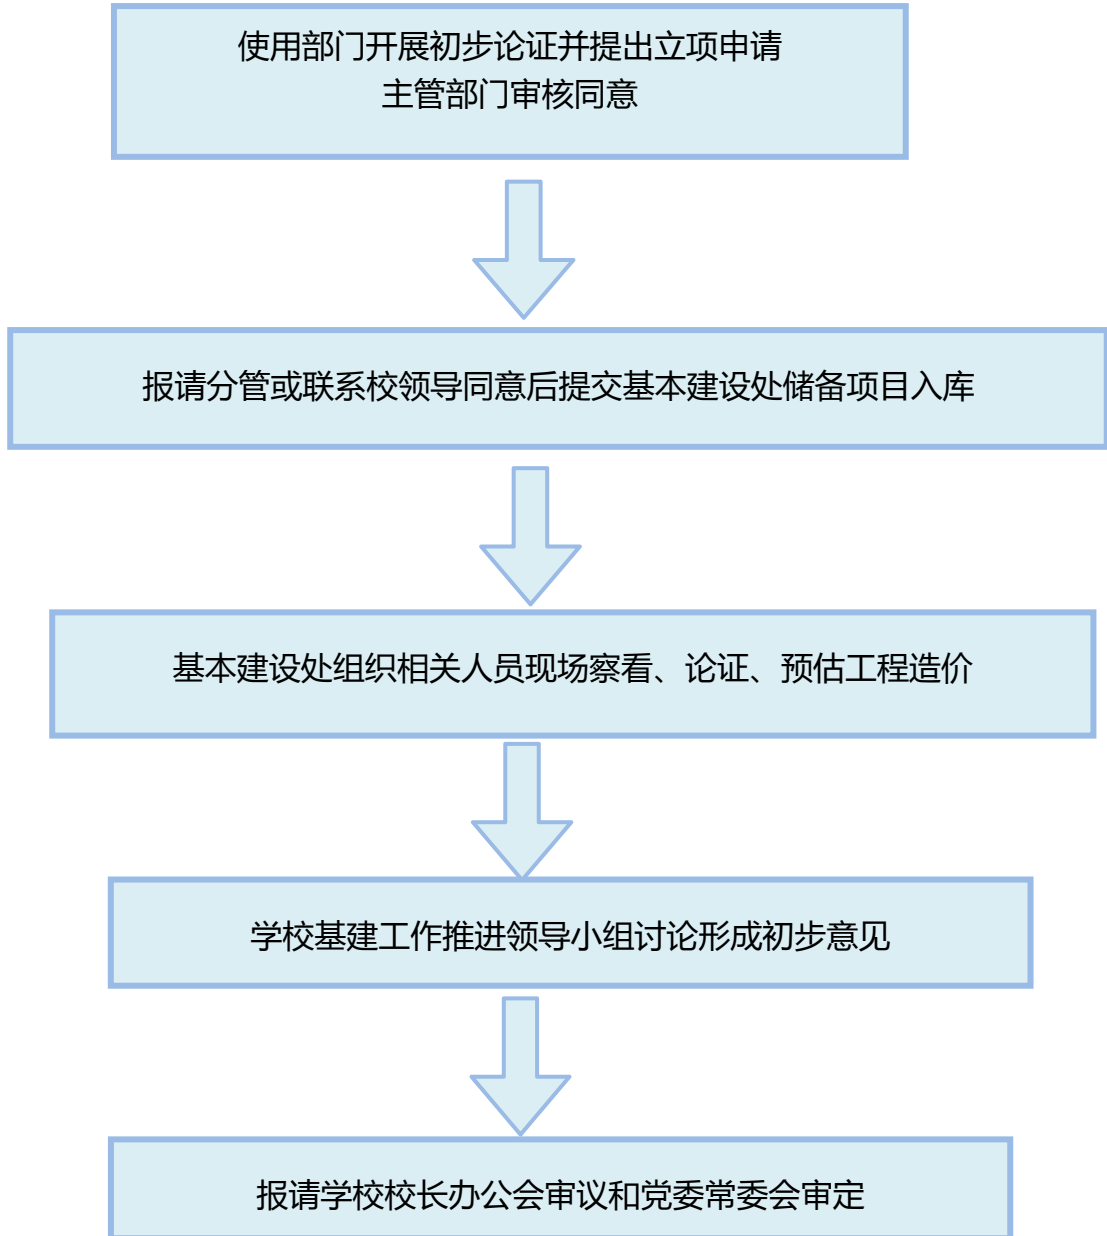 使用部门开展初步论证并提出立项申请
主管部门审核同意
报请分管或联系校领导同意后提交基本建设处储备项目入库
基本建设处组织相关人员现场察看、论证、预估工程造价
学校基建工作推进领导小组讨论形成初步意见
报请学校校长办公会审议和党委常委会审定